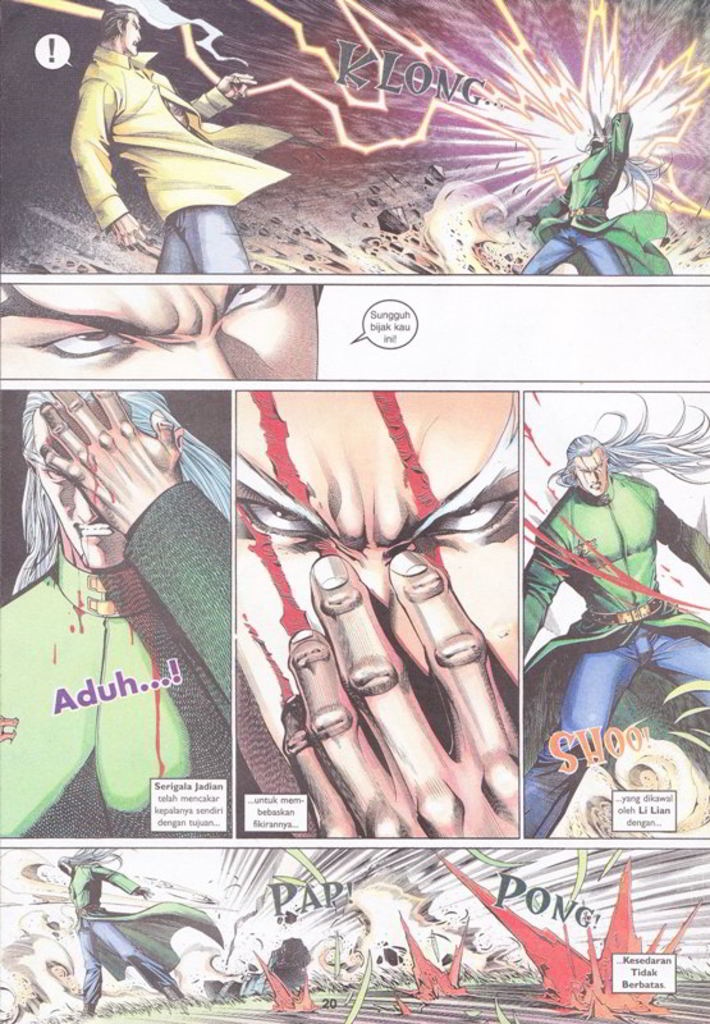 !
KLONG...
Sungguh
bijak kau
ini!
Aduh...!
Serigala Jadian
telah mencakar
kepalanya sendiri
dengan tujuan...
...untuk mem-
bebaskan
fikirannya...
SHOO!
...yang dikawal
oleh Li Lian
dengan...
PAP!
PONG!
...Kesedaran
Tidak
Berbatas.
20